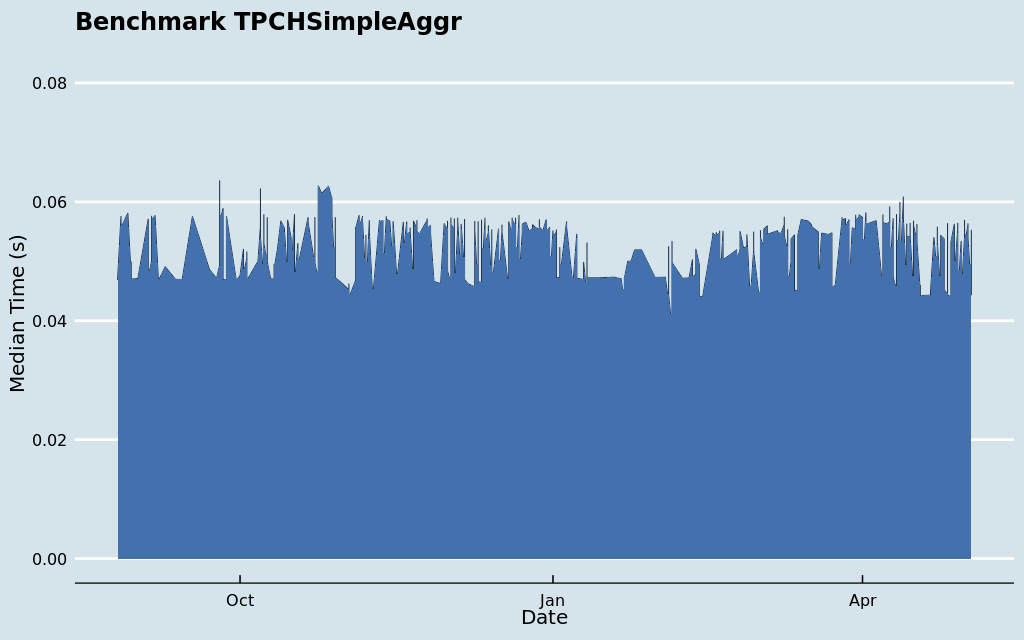 Benchmark TPCHSimpleAggr
Median Time (s)
0.08
0.06
0.04
0.02
0.00
Oct
Jan
Apr
Date